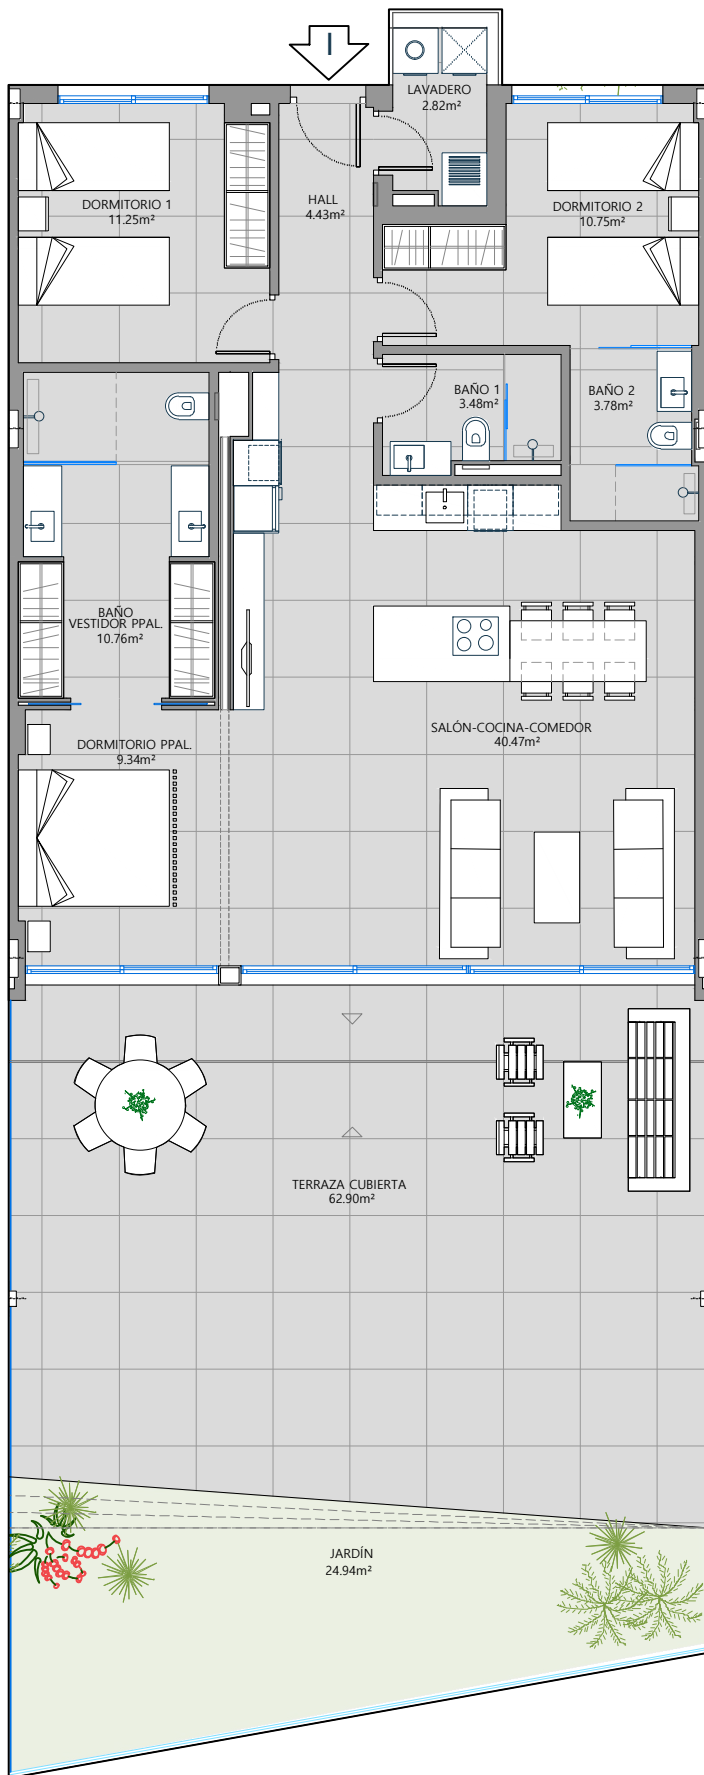 I
LAVADERO
2.82m²
DORMITORIO 1
11.25m²
HALL
4.43m²
DORMITORIO 2
10.75m²
BAÑO 1
3.48m²
BAÑO 2
3.78m²
BAÑO
VESTIDOR PPAL.
10.76m²
SALÓN-COCINA-COMEDOR
40.47m²
DORMITORIO PPAL.
9.34m²
TERRAZA CUBIERTA
62.90m²
JARDÍN
24.94m²